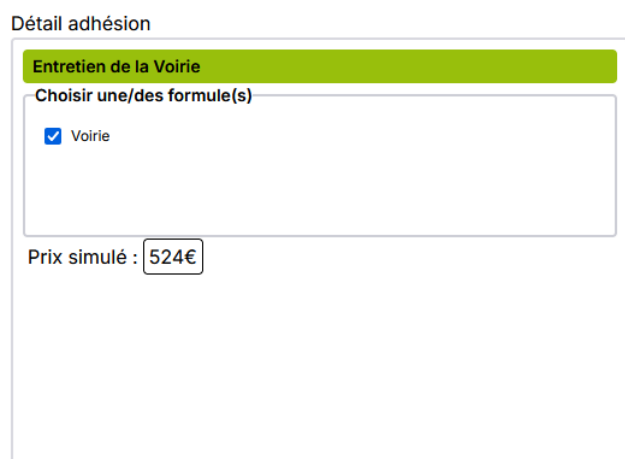 Détail adhésion
Entretien de la Voirie
Choisir une/des formule(s)
Voirie
Prix simulé : 524€